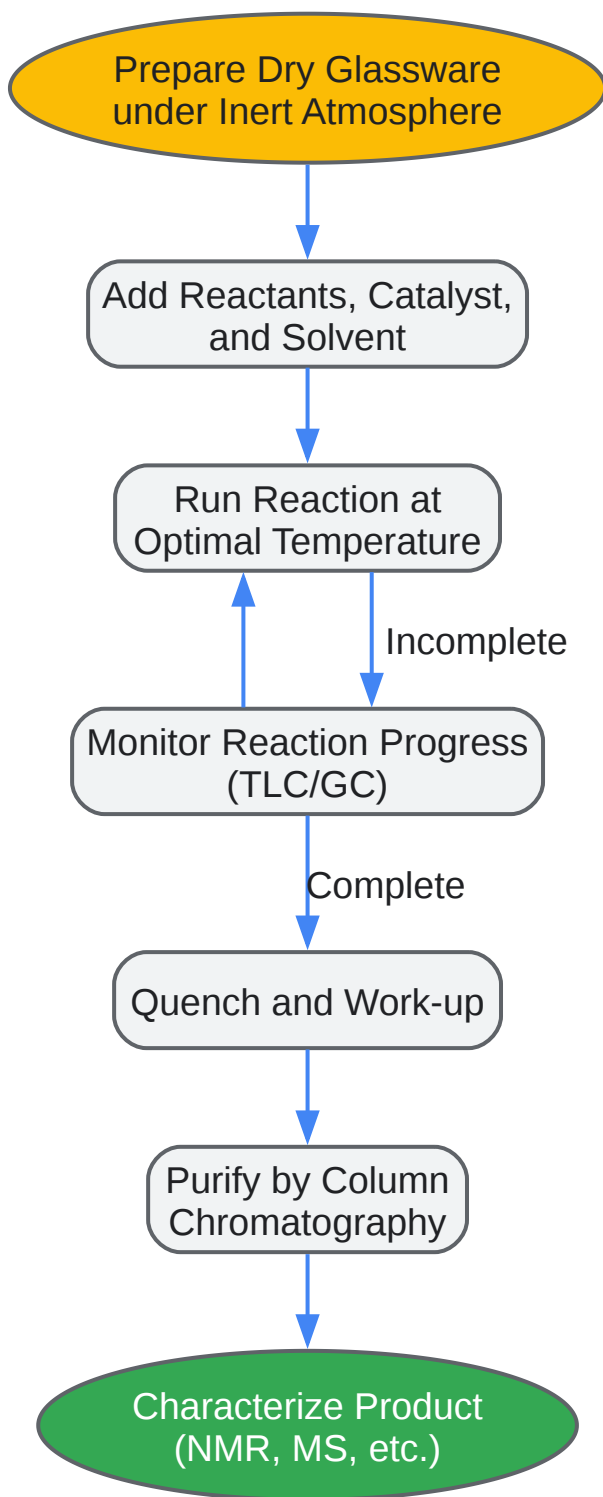 Prepare Dry Glassware
under Inert Atmosphere
Add Reactants, Catalyst,
and Solvent
Run Reaction at
Optimal Temperature
Incomplete
Monitor Reaction Progress
(TLC/GC)
Complete
Quench and Work-up
Purify by Column
Chromatography
Characterize Product
(NMR, MS, etc.)